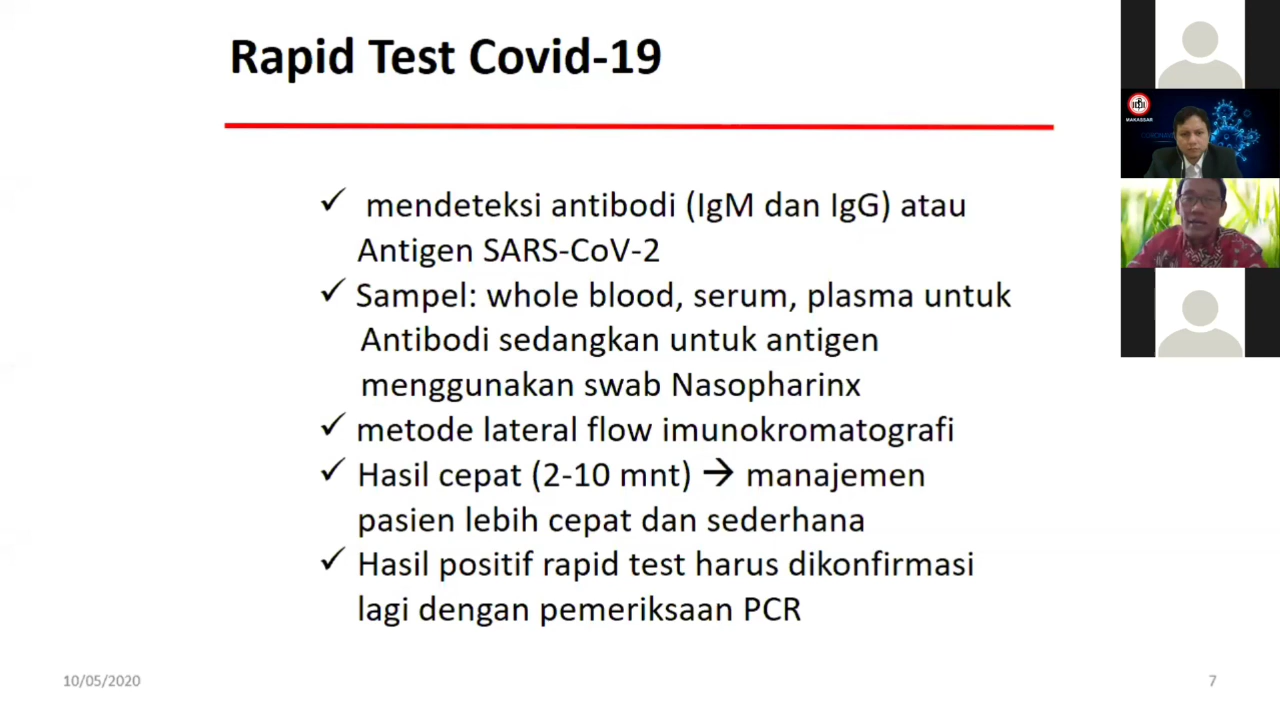 Rapid Test Covid-19
✓ mendeteksi antibodi (IgM dan IgG) atau
Antigen SARS-CoV-2
✓ Sampel: whole blood, serum, plasma untuk
Antibodi sedangkan untuk antigen
menggunakan swab Nasopharinx
✓ metode lateral flow imunokromatografi
✓ Hasil cepat (2-10 mnt) → manajemen
pasien lebih cepat dan sederhana
✓ Hasil positif rapid test harus dikonfirmasi
lagi dengan pemeriksaan PCR
10/05/2020
7
MAKASSAR